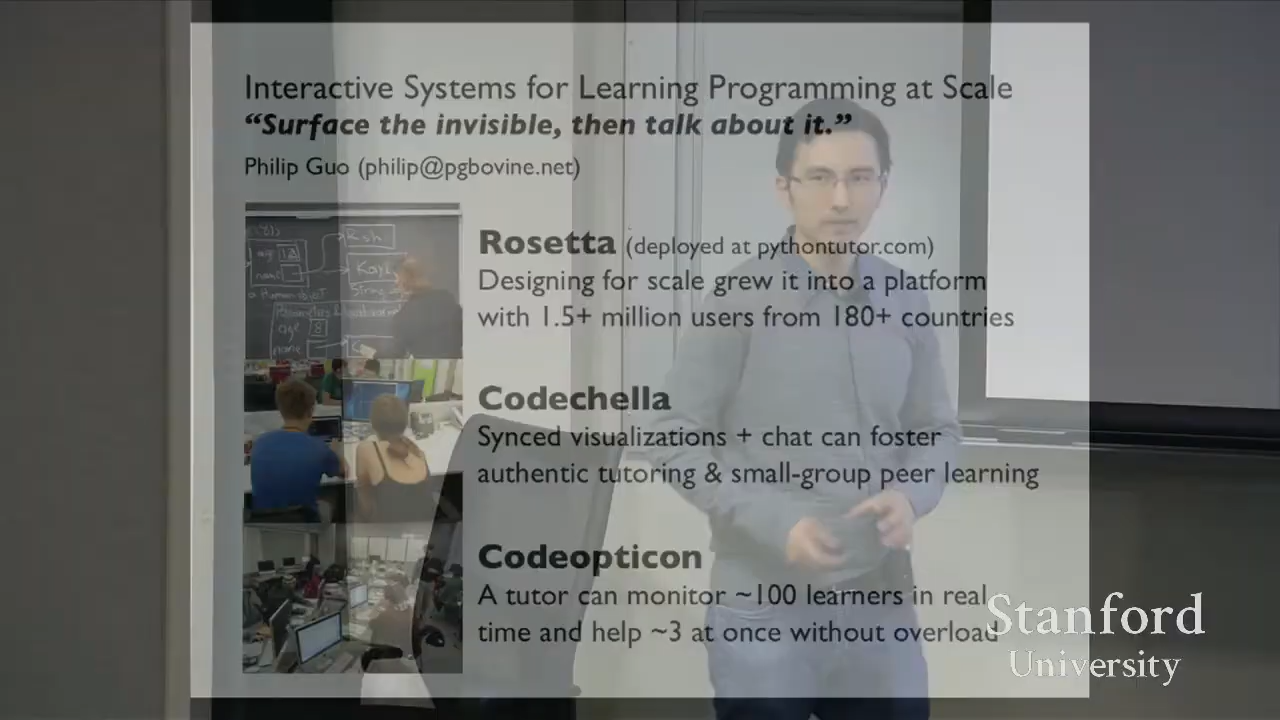 Interactive Systems for Learning Programming at Scale
“Surface the invisible, then talk about it.”
Philip Guo (philip@pgbovine.net)
Rosetta (deployed at pythontutor.com)
Designing for scale grew it into a platform
with 1.5+ million users from 180+ countries
Codechella
Synced visualizations + chat can foster
authentic tutoring & small-group peer learning
Codeopticon
A tutor can monitor ~100 learners in real
time and help ~3 at once without overload
Stanford
University